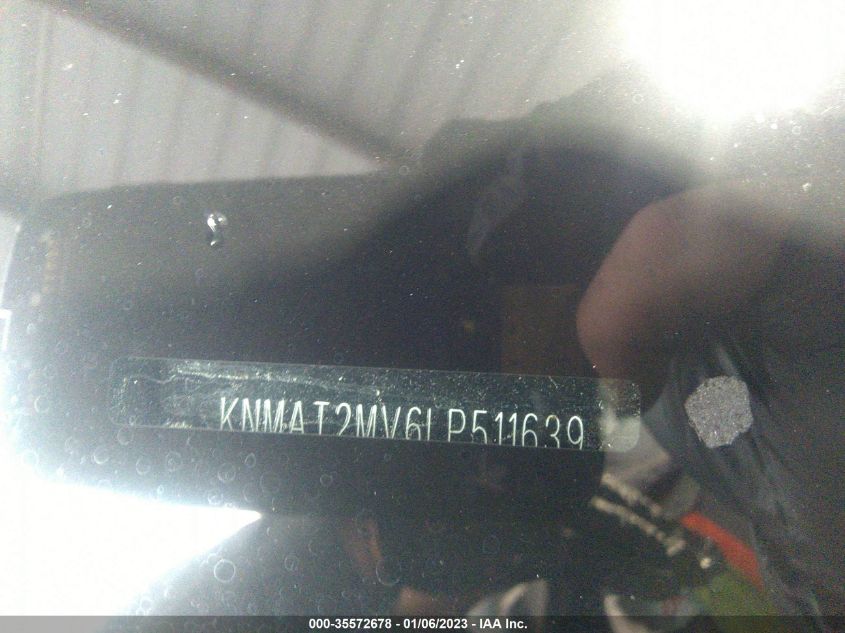 KNMAT2MV6LP511639
000-35572678 - 01/06/2023 - IAA Inc.